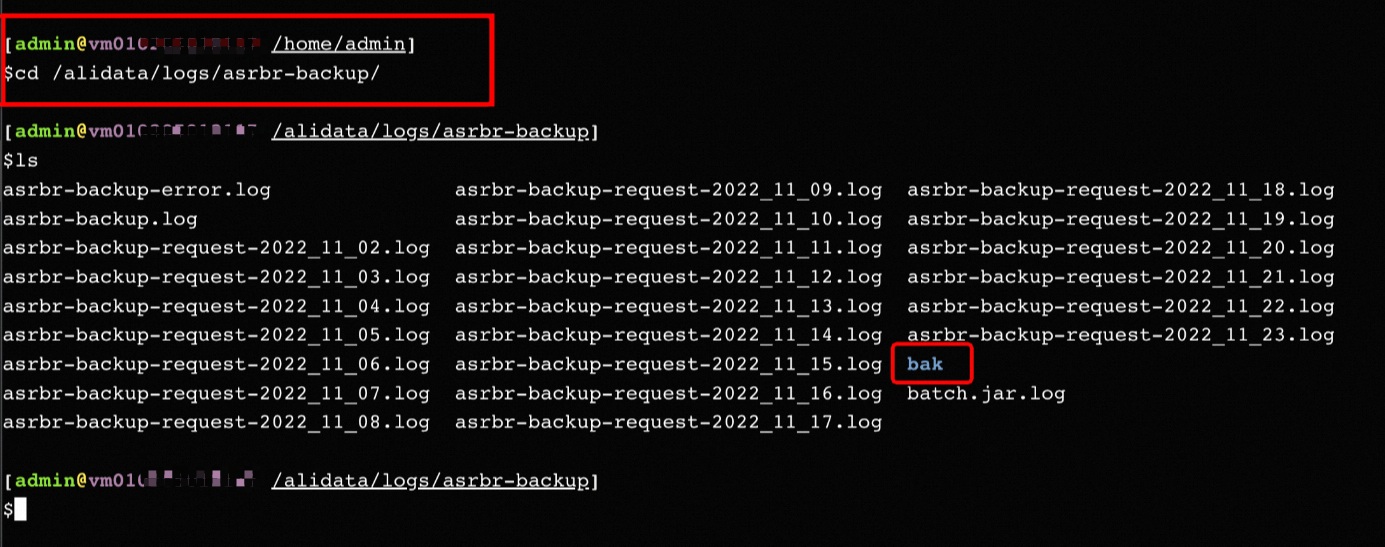 [admin@vm010 /home/admin]
$cd /alidata/logs/asrbr-backup/
[admin@vm010 /alidata/logs/asrbr-backup]
$ls
asrbr-backup-error.log asrbr-backup-request-2022_11_09.log asrbr-backup-request-2022_11_18.log
asrbr-backup.log asrbr-backup-request-2022_11_10.log asrbr-backup-request-2022_11_19.log
asrbr-backup-request-2022_11_02.log asrbr-backup-request-2022_11_11.log asrbr-backup-request-2022_11_20.log
asrbr-backup-request-2022_11_03.log asrbr-backup-request-2022_11_12.log asrbr-backup-request-2022_11_21.log
asrbr-backup-request-2022_11_04.log asrbr-backup-request-2022_11_13.log asrbr-backup-request-2022_11_22.log
asrbr-backup-request-2022_11_05.log asrbr-backup-request-2022_11_14.log asrbr-backup-request-2022_11_23.log
asrbr-backup-request-2022_11_06.log asrbr-backup-request-2022_11_15.log bak
asrbr-backup-request-2022_11_07.log asrbr-backup-request-2022_11_16.log batch.jar.log
asrbr-backup-request-2022_11_08.log asrbr-backup-request-2022_11_17.log
[admin@vm010 /alidata/logs/asrbr-backup]
$